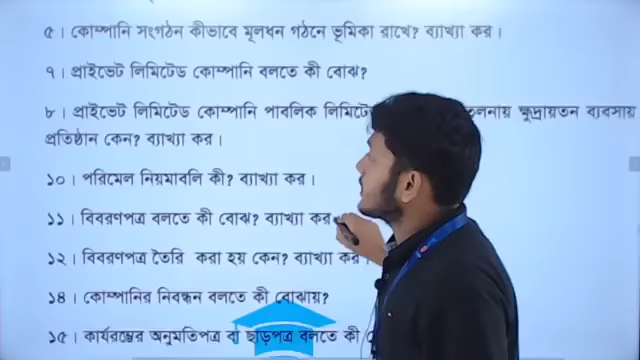 ৫। কোম্পানি সংগঠন কীভাবে মূলধন গঠনে ভূমিকা রাখে? ব্যাখ্যা কর।
৭। প্রাইভেট লিমিটেড কোম্পানি বলতে কী বোঝ?
৮। প্রাইভেট লিমিটেড কোম্পানি পাবলিক ক্ষুদ্রায়তন ব্যবসায়
প্রতিষ্ঠান কেন? ব্যাখ্যা কর।
১০। পরিমেল নিয়মাবলি কী? ব্যাখ্যা কর।
১১। বিবরণপত্র বলতে কী বোঝ? ব্যাখ্যা কর
১২। বিবরণপত্র তৈরি করা হয় কেন? ব্যাখ্যা কর।
১৪। কোম্পানির নিবন্ধন বলতে কী বোঝায়?
১৫। কার্যরম্ভের অনুমতিপত্র বা ছাড়পত্র বলতে কী